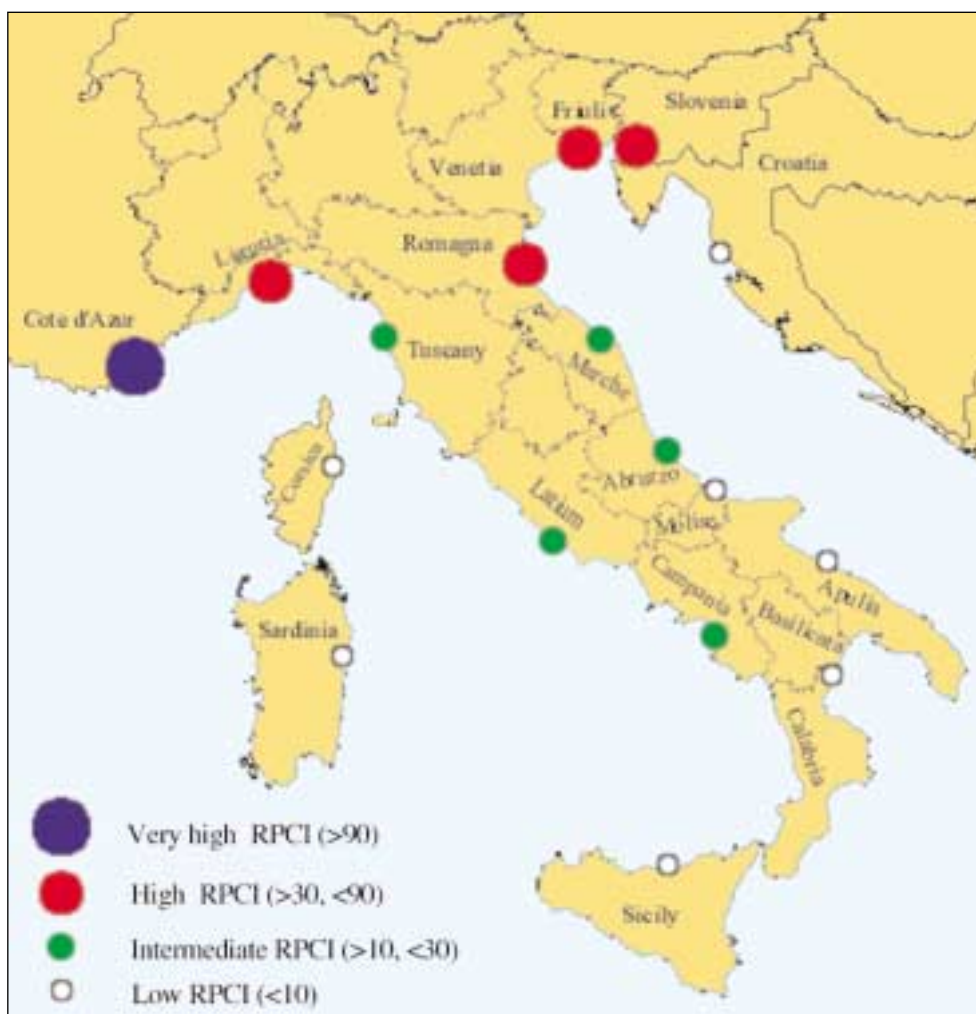 Friuli
Slovenia
Venetia
Croatia
Liguria
Romagna
Cote d'Azur
Tuscany
Marche
Corsica
Abruzzo
Latium
Molise
Campania
Apulia
Basilicata
Sardinia
Calabria
Very high RPCI (>90)
High RPCI (>30, <90)
Sicily
Intermediate RPCI (>10, <30)
Low RPCI (<10)